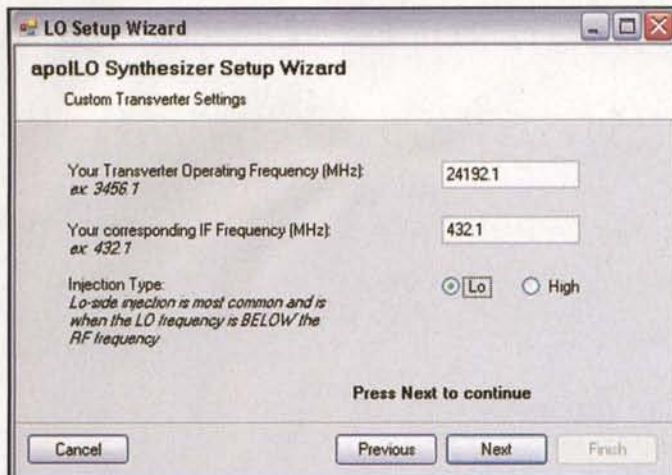 LO Setup Wizard
apolLO Synthesizer Setup Wizard
Custom Transverter Settings
Your Transverter Operating Frequency (MHz):
ex: 3456.1
24192.1
Your corresponding IF Frequency (MHz):
ex: 432.1
432.1
Injection Type:
Lo-side injection is most common and is
when the LO frequency is BELOW the
RF frequency
Lo
High
Press Next to continue
Cancel
Previous
Next
Finish